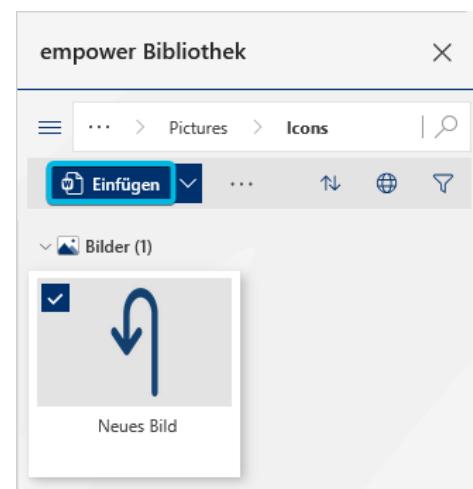 empower Bibliothek
··· > Pictures > Icons
Einfügen ···
Bilder (1)
Neues Bild